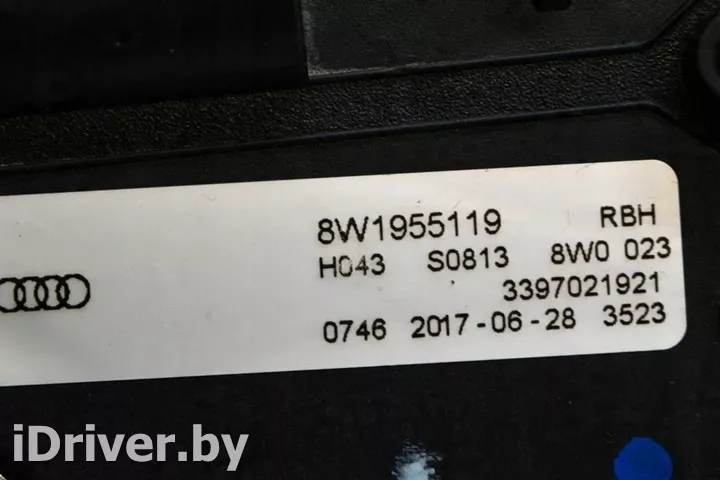 8W1955119 RBH
H043 S0813 8W0 023
3397021921
0746 2017-06-28 3523
iDriver.by